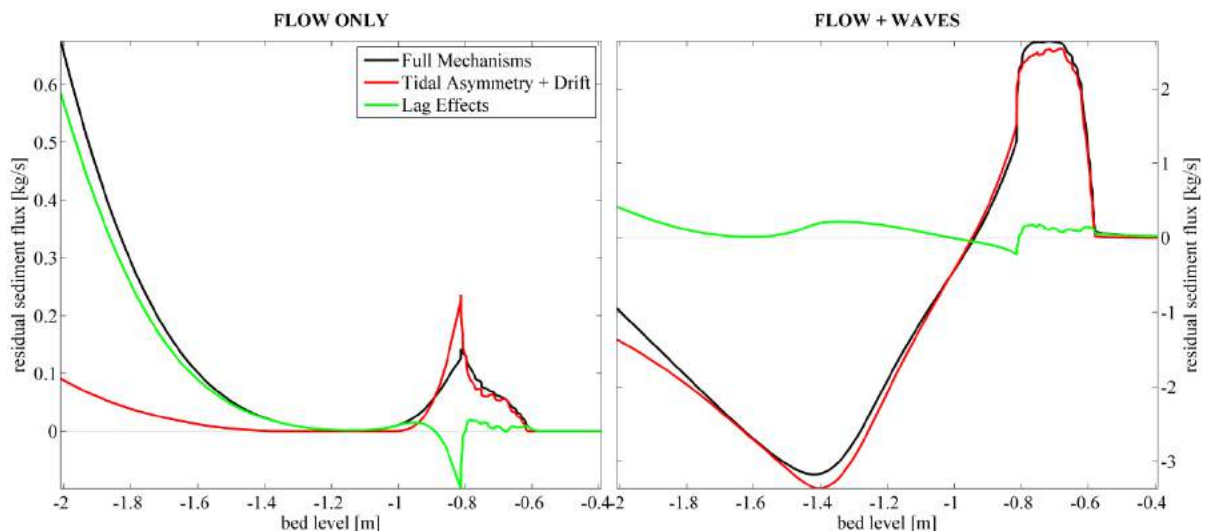 FLOW ONLY
FLOW + WAVES
Full Mechanisms
Tidal Asymmetry + Drift
Lag Effects
residual sediment flux [kg/s]
0.6
0.5
0.4
0.3
0.2
0.1
0
-2 -1.8 -1.6 -1.4 -1.2 -1 -0.8 -0.6 -0.4
bed level [m]
-2 -1.8 -1.6 -1.4 -1.2 -1 -0.8 -0.6 -0.4
bed level [m]
2
1
0
-1
-2
-3
residual sediment flux [kg/s]